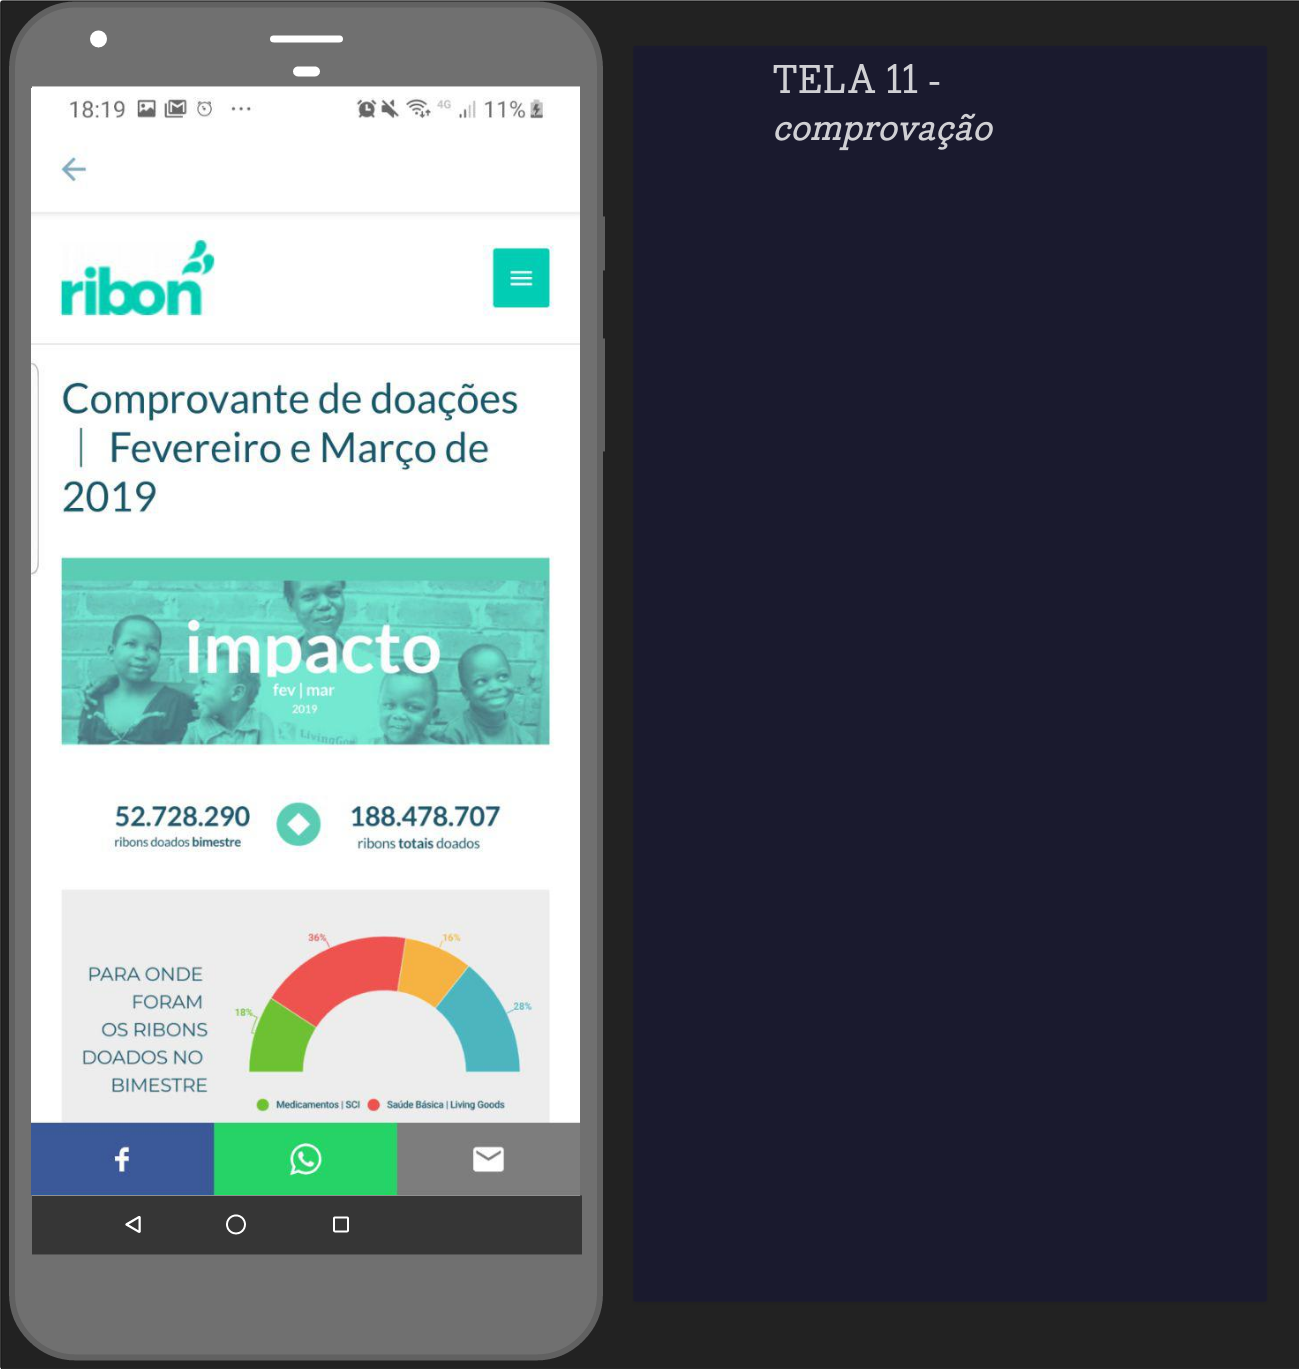 18:19
4G
11%
ribon
Comprovante de doações
| Fevereiro e Março de
2019
impacto
fev | mar
2019
LivingGo
52.728.290
ribons doados bimestre
188.478.707
ribons totais doados
PARA ONDE
FORAM
OS RIBONS
DOADOS NO
BIMESTRE
36%
16%
18%
28%
Medicamentos | SCI
Saúde Básica | Living Goods
TELA 11 -
comprovação